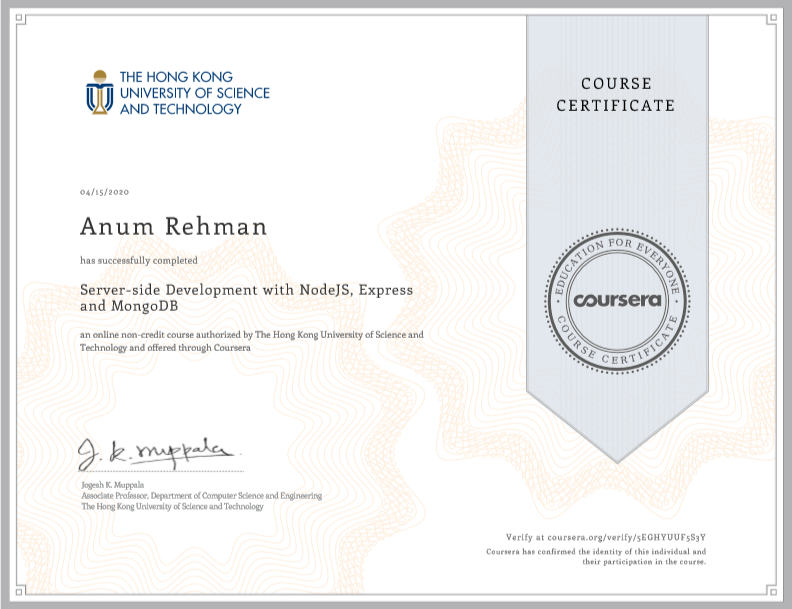 THE HONG KONG
UNIVERSITY OF SCIENCE
AND TECHNOLOGY
COURSE
CERTIFICATE
04/15/2020
Anum Rehman
has successfully completed
Server-side Development with NodeJS, Express
and MongoDB
an online non-credit course authorized by The Hong Kong University of Science and
Technology and offered through Coursera
EDUCATION FOR EVERYONE
coursera
COURSE CERTIFICATE
J. K. Muppala
Jogesh K. Muppala
Associate Professor, Department of Computer Science and Engineering
The Hong Kong University of Science and Technology
Verify at coursera.org/verify/5EGHYUUF5S3Y
Coursera has confirmed the identity of this individual and
their participation in the course.